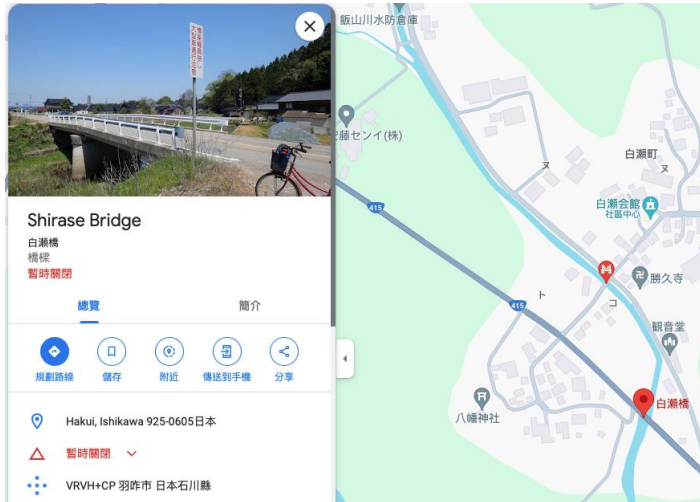 Shirase Bridge
白瀬橋
橋樑
暫時關閉
總覽
簡介
規劃路線
儲存
附近
傳送到手機
分享
Hakui, Ishikawa 925-0605日本
暫時關閉
VRVH+CP 羽咋市 日本石川縣
飯山川水防倉庫
藤センイ(株)
415
ヌ
白瀬町
ヌ
白瀬会館
社區中心
勝久寺
415
ト
コ
観音堂
白瀬橋
八幡神社